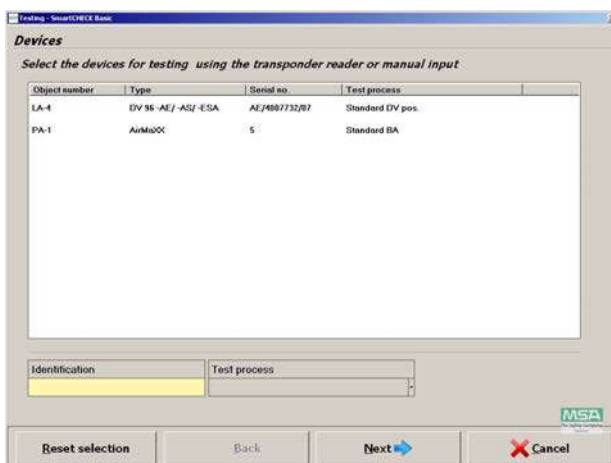 Testing - SmartCHECK Basic
Devices
Select the devices for testing using the transponder reader or manual input
Object number Type Serial no. Test process
LA-4 DV 96 -AE/ -AS/ -ESA AE/4807732/07 Standard DV pos.
PA-1 AirMaXX 5 Standard BA
Identification Test process
MSA
Reset selection Back Next Cancel